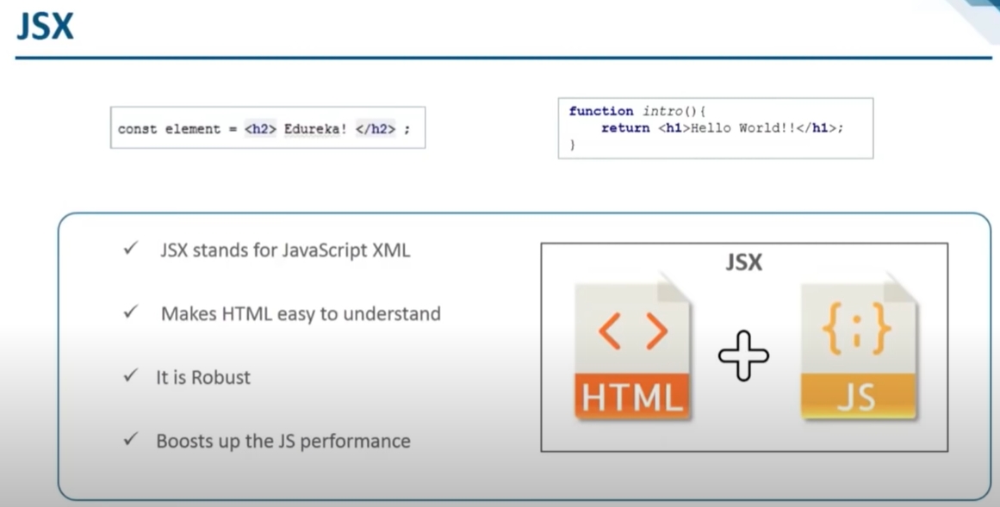 JSX
const element = <h2> Edureka! </h2> ;
function intro(){
    return <h1>Hello World!!</h1>;
}
✓ JSX stands for JavaScript XML
✓ Makes HTML easy to understand
✓ It is Robust
✓ Boosts up the JS performance
JSX
< >
HTML
{;}
JS